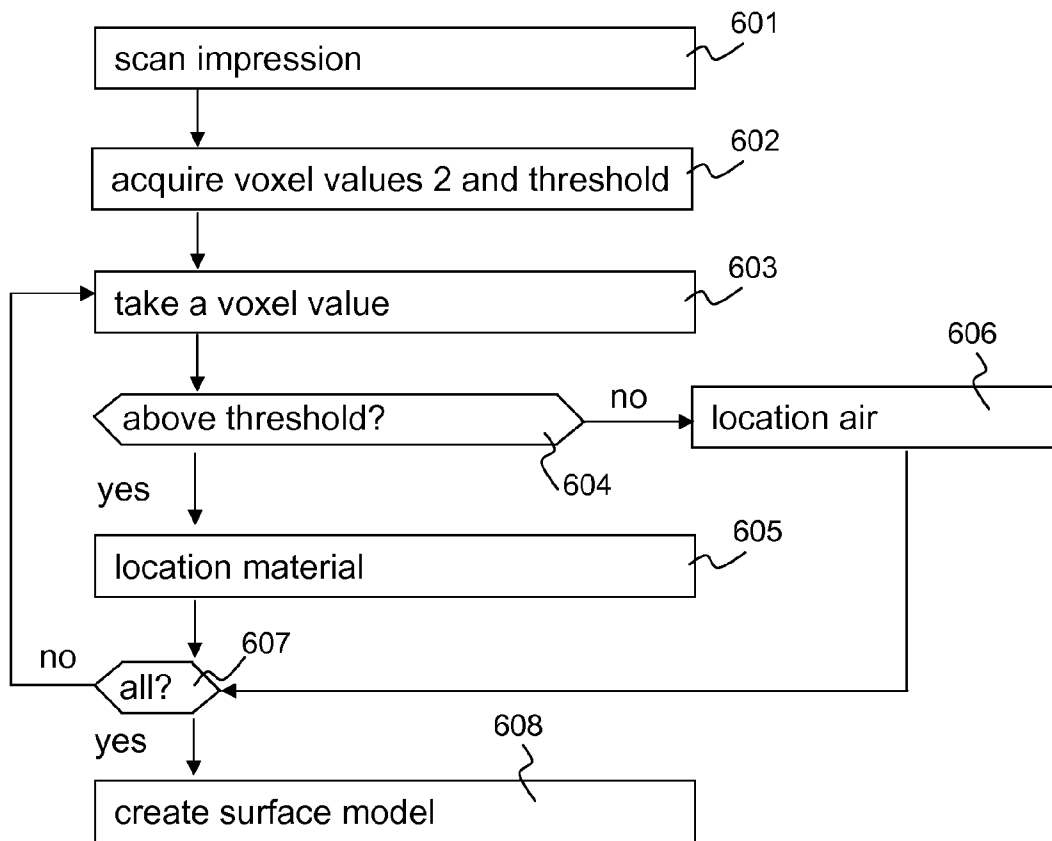 601
scan impression
602
acquire voxel values 2 and threshold
603
take a voxel value
606
above threshold?
no
location air
604
yes
605
location material
607
no
all?
yes
608
create surface model